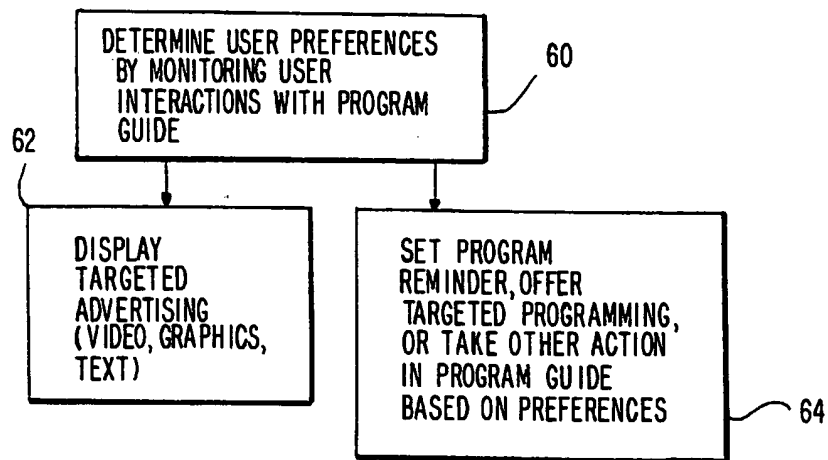 DETERMINE USER PREFERENCES
BY MONITORING USER
INTERACTIONS WITH PROGRAM
GUIDE
60
62
DISPLAY
TARGETED
ADVERTISING
(VIDEO, GRAPHICS,
TEXT)
SET PROGRAM
REMINDER, OFFER
TARGETED PROGRAMMING,
OR TAKE OTHER ACTION
IN PROGRAM GUIDE
BASED ON PREFERENCES
64